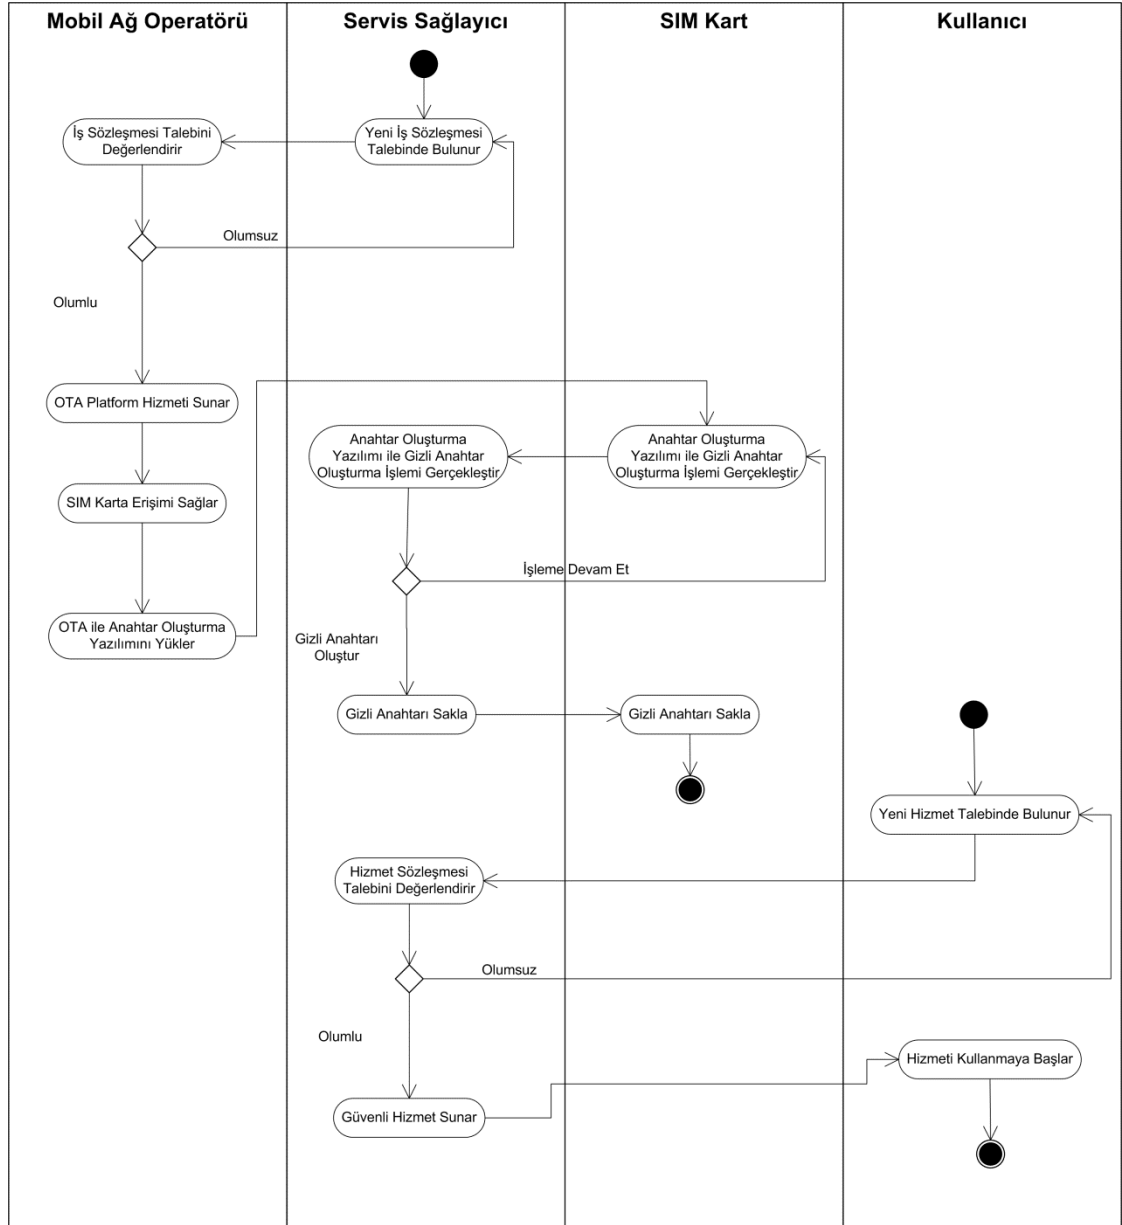 Mobil Ağ Operatörü
Servis Sağlayıcı
SIM Kart
Kullanıcı
İş Sözleşmesi Talebini
Değerlendirir
Yeni İş Sözleşmesi
Talebinde Bulunur
Olumsuz
Olumlu
OTA Platform Hizmeti Sunar
Anahtar Oluşturma
Yazılımı ile Gizli Anahtar
Oluşturma İşlemi Gerçekleştir
Anahtar Oluşturma
Yazılımı ile Gizli Anahtar
Oluşturma İşlemi Gerçekleştir
SIM Karta Erişimi Sağlar
İşleme Devam Et
OTA ile Anahtar Oluşturma
Yazılımını Yükler
Gizli Anahtarı
Oluştur
Gizli Anahtarı Sakla
Gizli Anahtarı Sakla
Yeni Hizmet Talebinde Bulunur
Hizmet Sözleşmesi
Talebini Değerlendirir
Olumsuz
Olumlu
Hizmeti Kullanmaya Başlar
Güvenli Hizmet Sunar